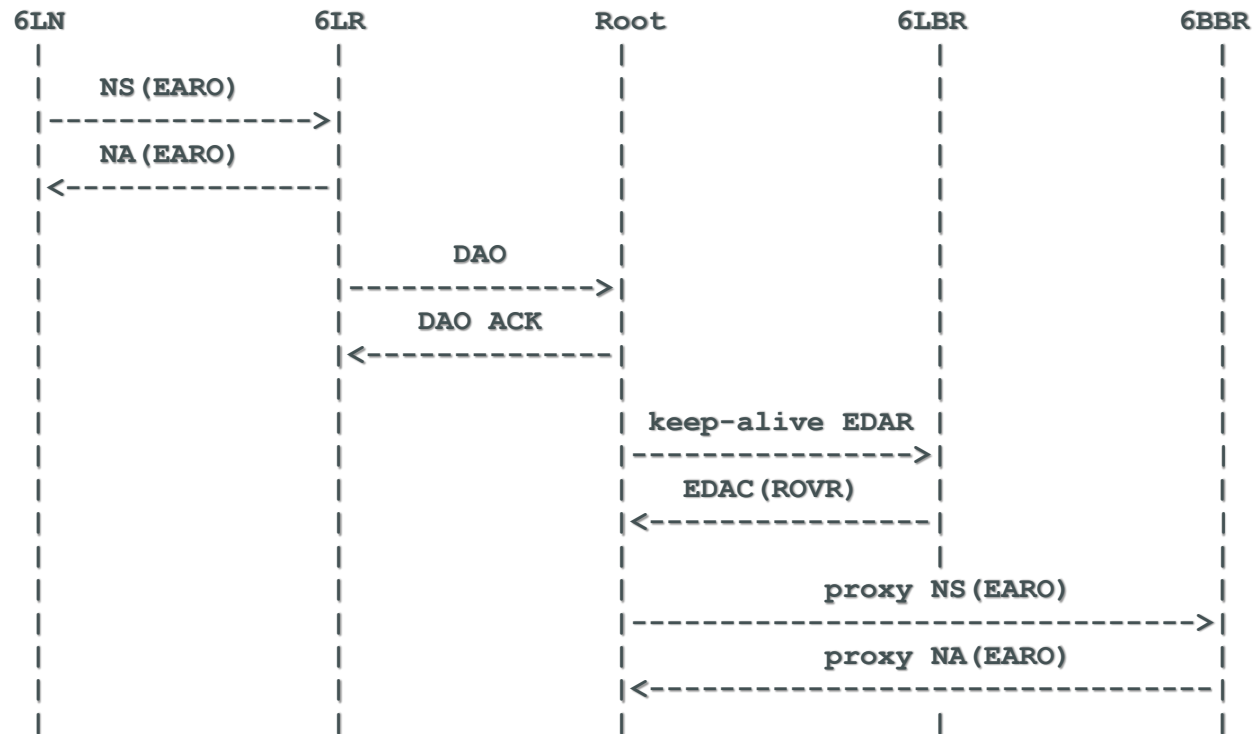 6LN 6LR Root 6LBR 6BBR
NS(EARO)
NA(EARO)
DAO
DAO ACK
keep-alive EDAR
EDAC(ROVR)
proxy NS(EARO)
proxy NA(EARO)